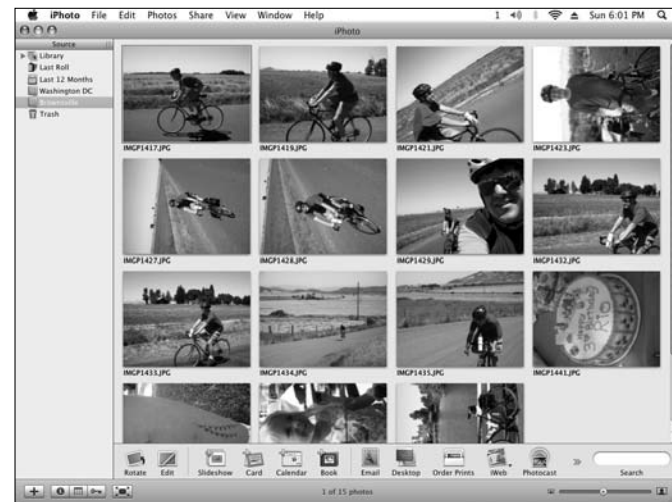 iPhoto File Edit Photos Share View Window Help 1 Sun 6:01 PM
iPhoto
Source
Library
Last Roll
Last 12 Months
Washington DC
Brownsville
Trash
IMGP1417.JPG IMGP1419.JPG IMGP1421.JPG IMGP1423.JPG
IMGP1427.JPG IMGP1428.JPG IMGP1429.JPG IMGP1432.JPG
IMGP1433.JPG IMGP1434.JPG IMGP1435.JPG IMGP1441.JPG
Rotate Edit Slideshow Card Calendar Book Email Desktop Order Prints iWeb Photocast Search
1 of 15 photos